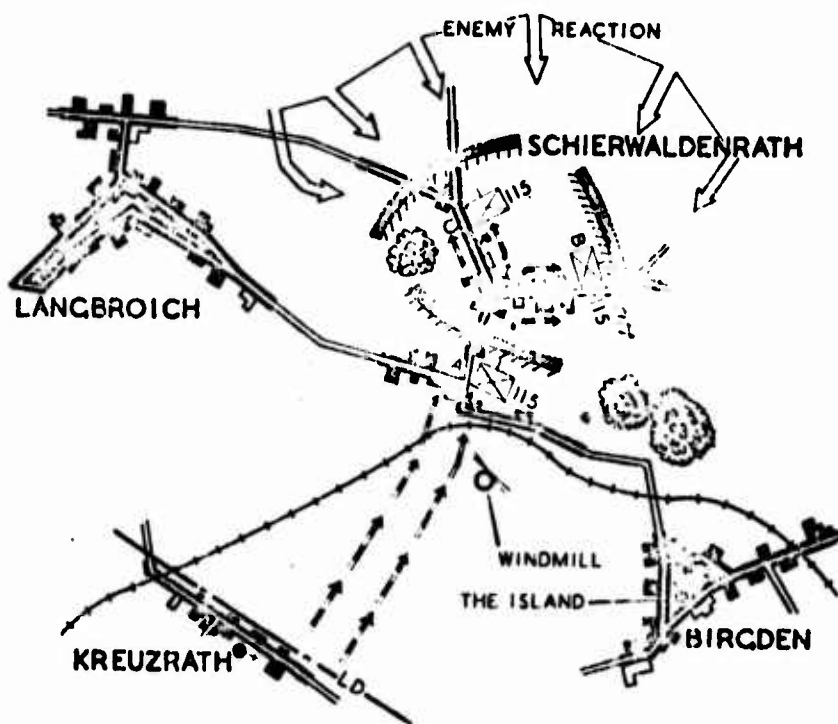 ENEMY REACTION
SCHIERWALDENRATH
115
B
115
LANGBROICH
A
115
WINDMILL
THE ISLAND
BIRGDEN
KREUZRATH
LD